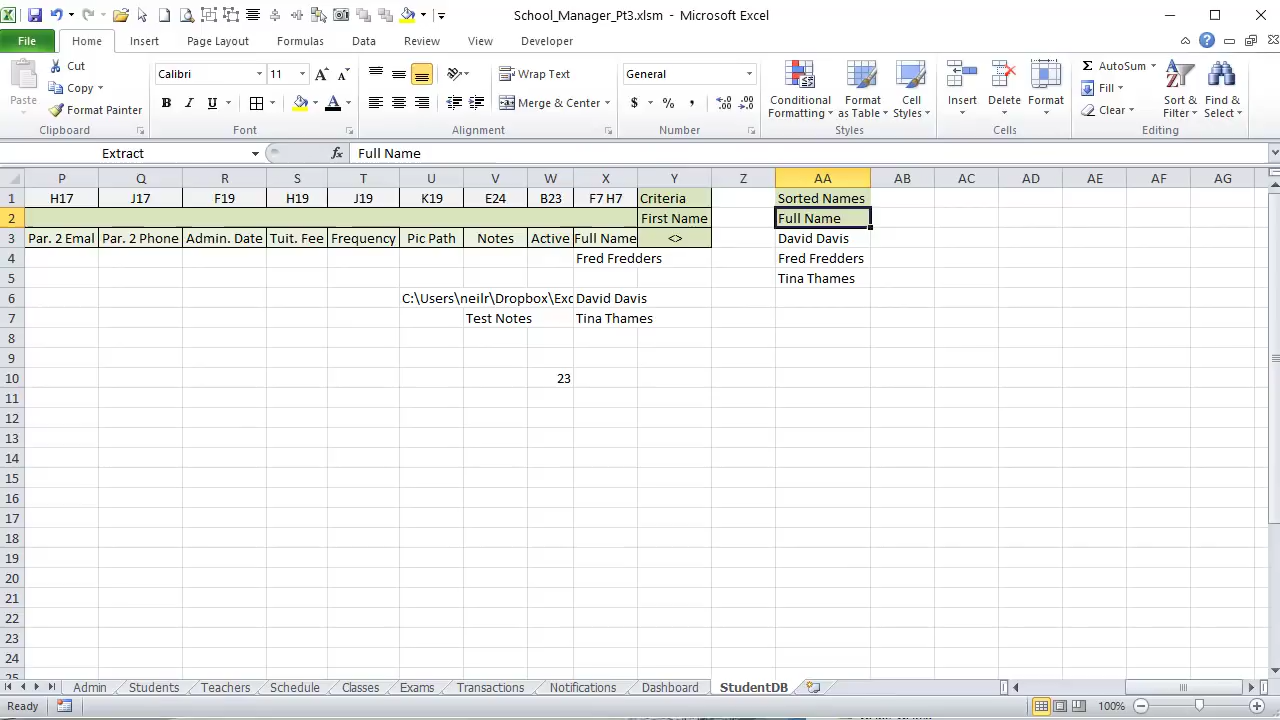 School_Manager_Pt3.xlsm — Microsoft Excel
File Home Insert Page Layout Formulas Data Review View Developer
Paste
Cut
Copy
Format Painter
Clipboard
Calibri 11
B I U A
Font
Wrap Text
Merge & Center
Alignment
General
$ % ,
Number
Conditional Formatting
Format as Table
Cell Styles
Styles
Insert Delete Format
Cells
AutoSum
Fill
Clear
Sort & Filter
Find & Select
Editing
Extract fx Full Name
P Q R S T U V W X Y Z AA AB AC AD AE AF AG
1 H17 J17 F19 H19 J19 K19 E24 B23 F7 H7 Criteria Sorted Names
2 First Name Full Name
3 Par. 2 Emal Par. 2 Phone Admin. Date Tuit. Fee Frequency Pic Path Notes Active Full Name <> David Davis
4 Fred Fredders Fred Fredders
5 Tina Thames
6 C:\Users\neilr\Dropbox\Exc David Davis
7 Test Notes Tina Thames
8
9
10 23
11
12
13
14
15
16
17
18
19
20
21
22
23
24
Admin Students Teachers Schedule Classes Exams Transactions Notifications Dashboard StudentDB
Ready 100%